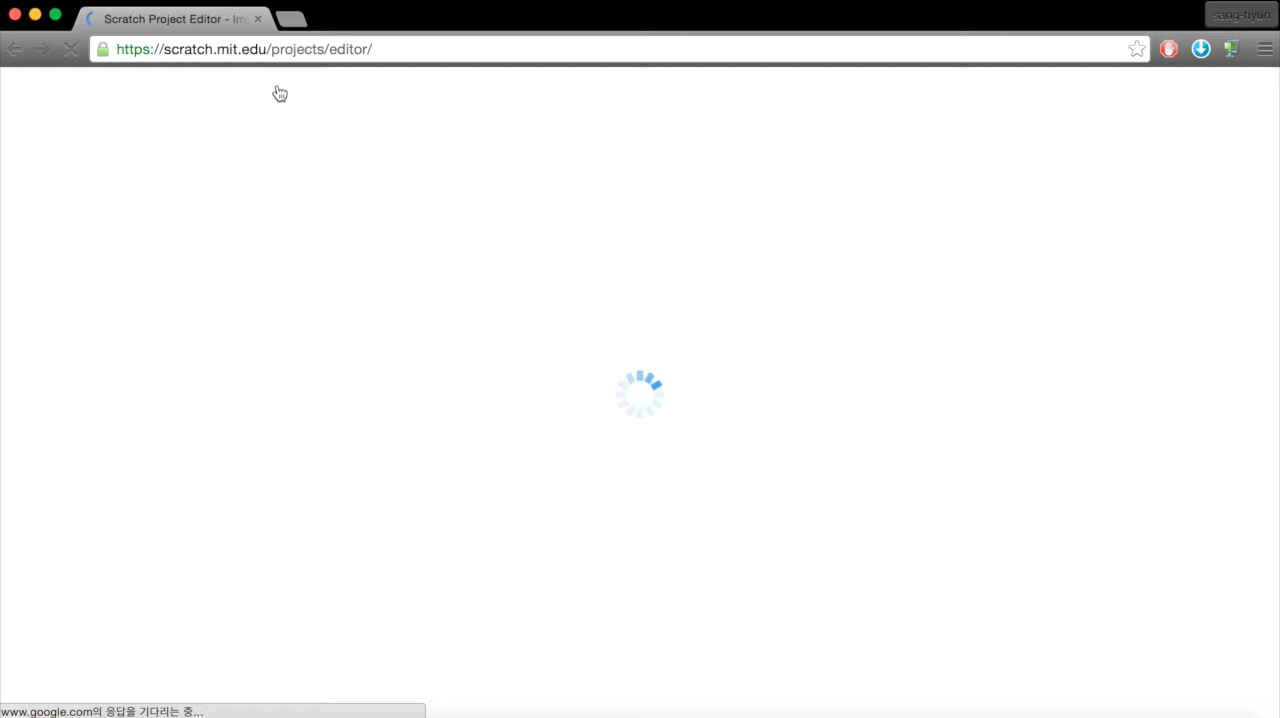 Scratch Project Editor - Im
sang-hyun
https://scratch.mit.edu/projects/editor/
www.google.com의 응답을 기다리는 중...